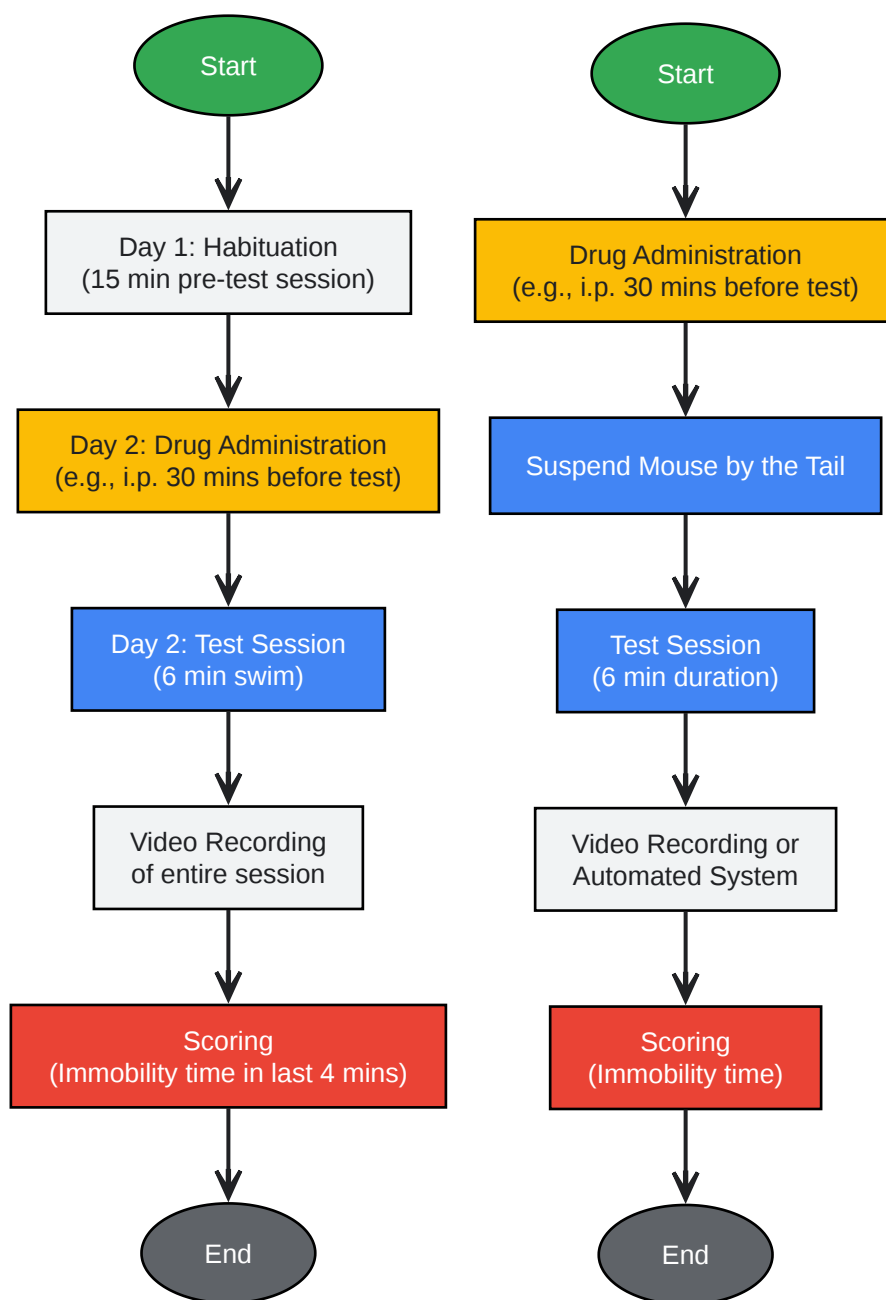 Start
Day 1: Habituation
(15 min pre-test session)
Day 2: Drug Administration
(e.g., i.p. 30 mins before test)
Day 2: Test Session
(6 min swim)
Video Recording
of entire session
Scoring
(Immobility time in last 4 mins)
End
Start
Drug Administration
(e.g., i.p. 30 mins before test)
Suspend Mouse by the Tail
Test Session
(6 min duration)
Video Recording or
Automated System
Scoring
(Immobility time)
End